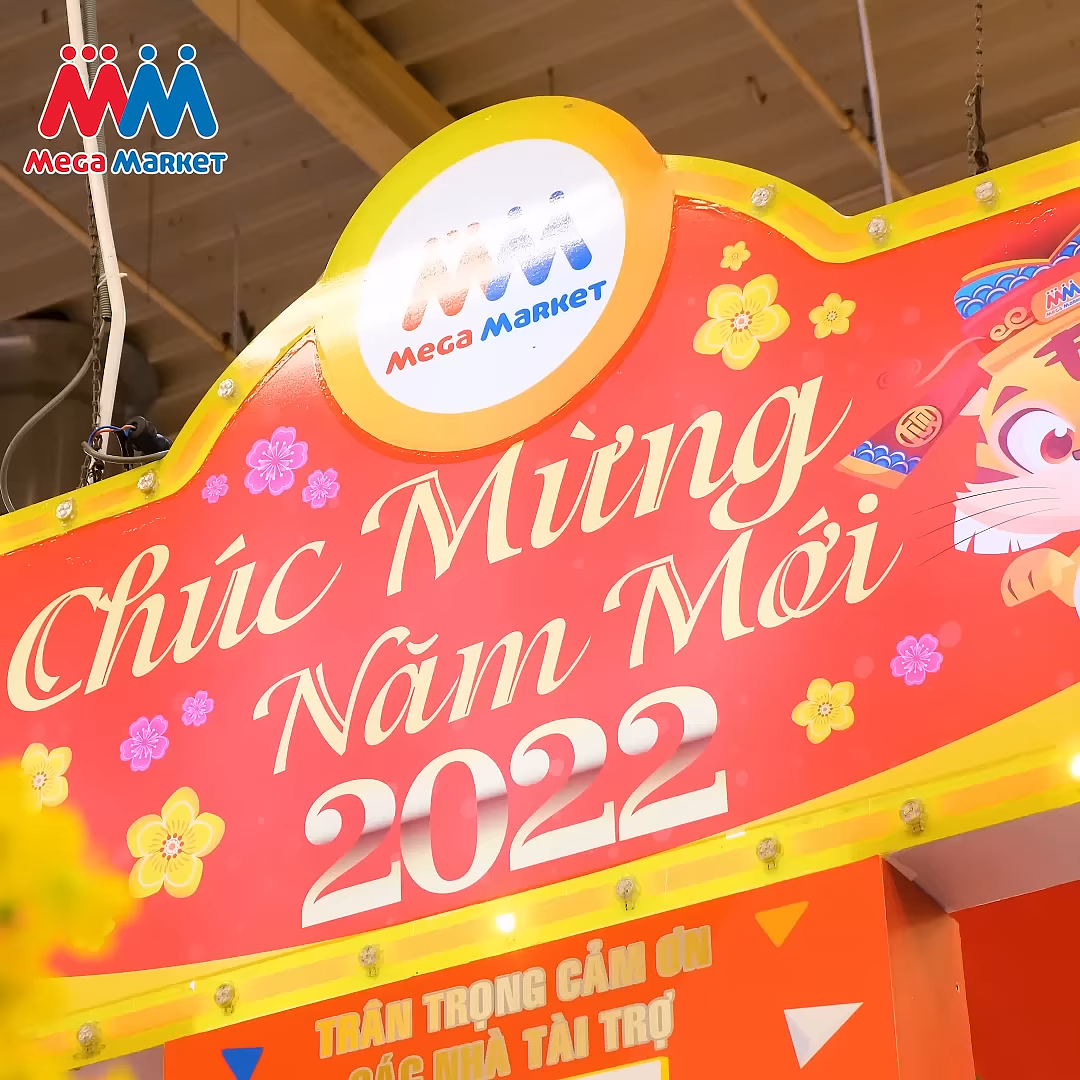 Mega Market
Mega Market
Chúc Mừng
Năm Mới
2022
TRÂN TRỌNG CẢM ƠN
CÁC NHÀ TÀI TRỢ